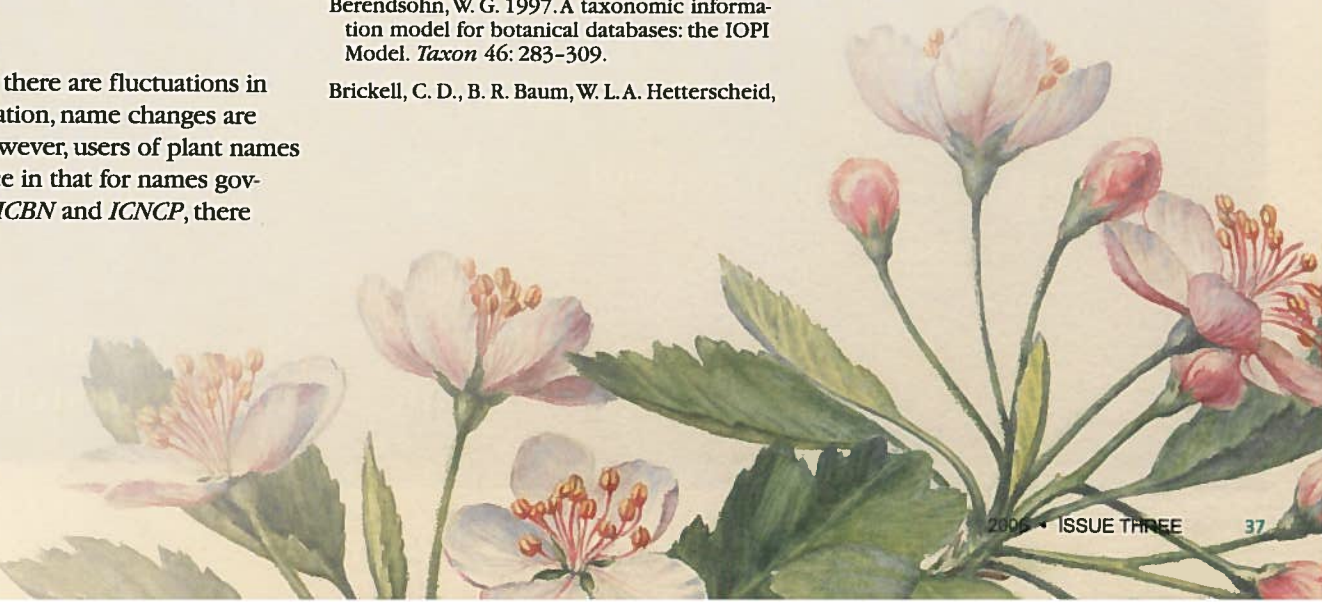 there are fluctuations in
ation, name changes are
wever, users of plant names
e in that for names gov-
ICBN and ICNCP, there
Berendsohn, W. G. 1997. A taxonomic informa-
tion model for botanical databases: the IOPI
Model. Taxon 46: 283–309.
Brickell, C. D., B. R. Baum, W. L. A. Hetterscheid,
2006 • ISSUE THREE 37